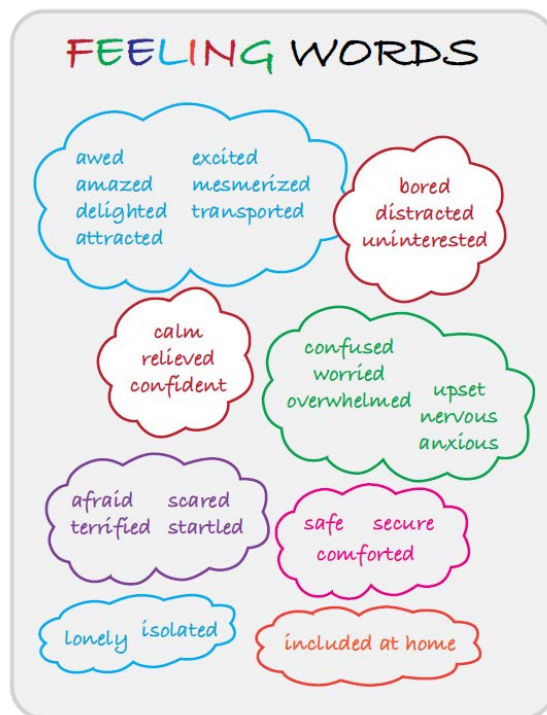 FEELING WORDS
awed excited
amazed mesmerized
delighted transported
attracted
bored
distracted
uninterested
calm
relieved
confident
confused
worried
overwhelmed
upset
nervous
anxious
afraid scared
terrified startled
safe secure
comforted
lonely isolated
included at home